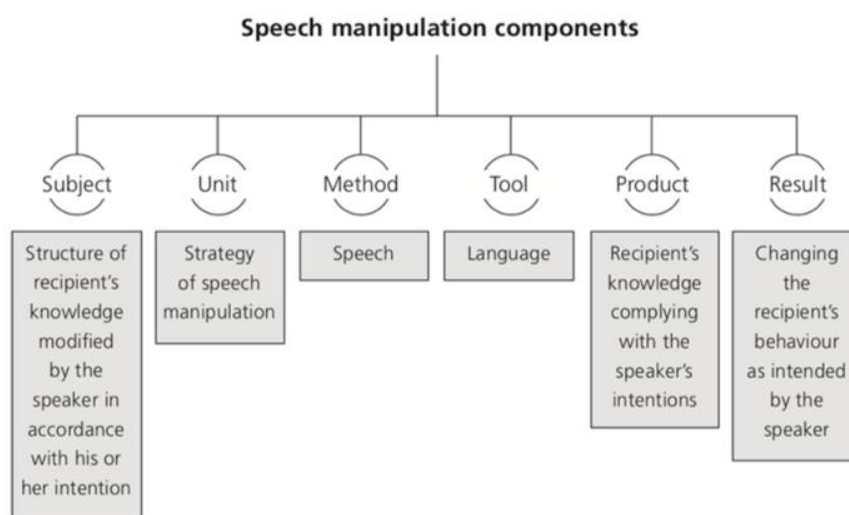 Speech manipulation components
Subject
Unit
Method
Tool
Product
Result
Structure of
recipient's
knowledge
modified
by the
speaker in
accordance
with his or
her intention
Strategy
of speech
manipulation
Speech
Language
Recipient's
knowledge
complying
with the
speaker's
intentions
Changing
the
recipient's
behaviour
as intended
by the
speaker